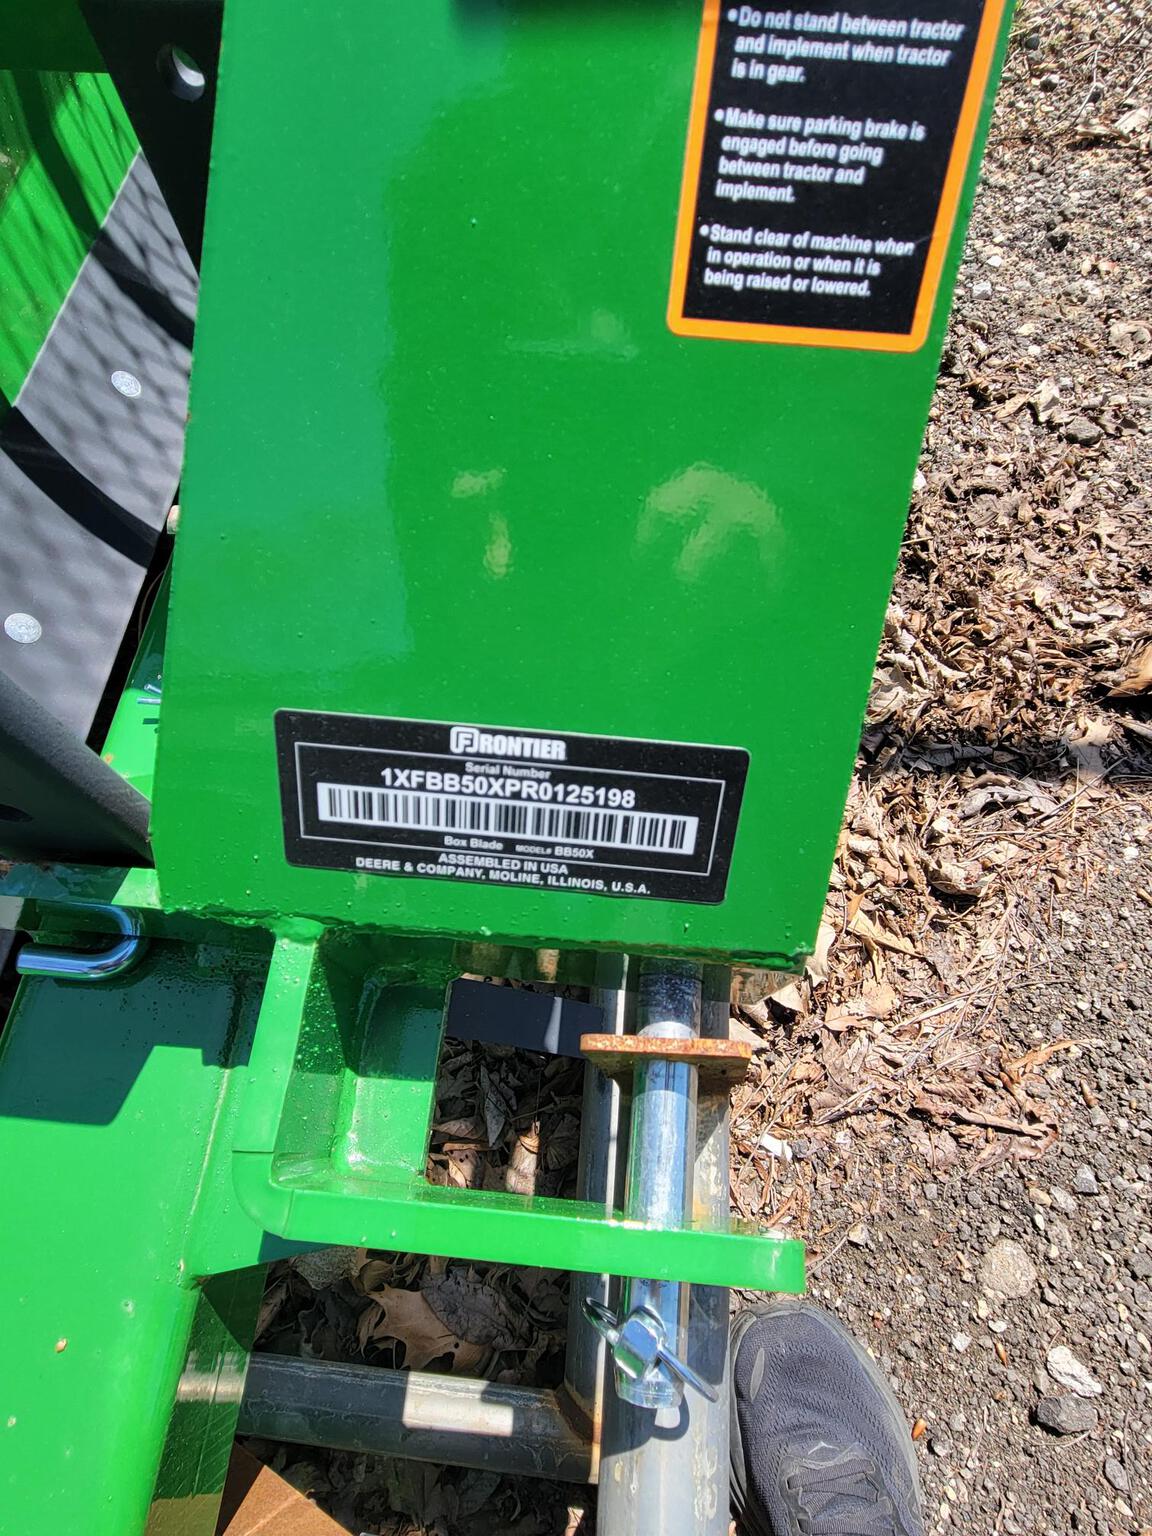 •Do not stand between tractor
and implement when tractor
is in gear.
•Make sure parking brake is
engaged before going
between tractor and
implement.
•Stand clear of machine when
in operation or when it is
being raised or lowered.
FRONTIER
Serial Number
1XFBB50XPR0125198
Box Blade MODEL# BB50X
ASSEMBLED IN USA
DEERE & COMPANY, MOLINE, ILLINOIS, U.S.A.